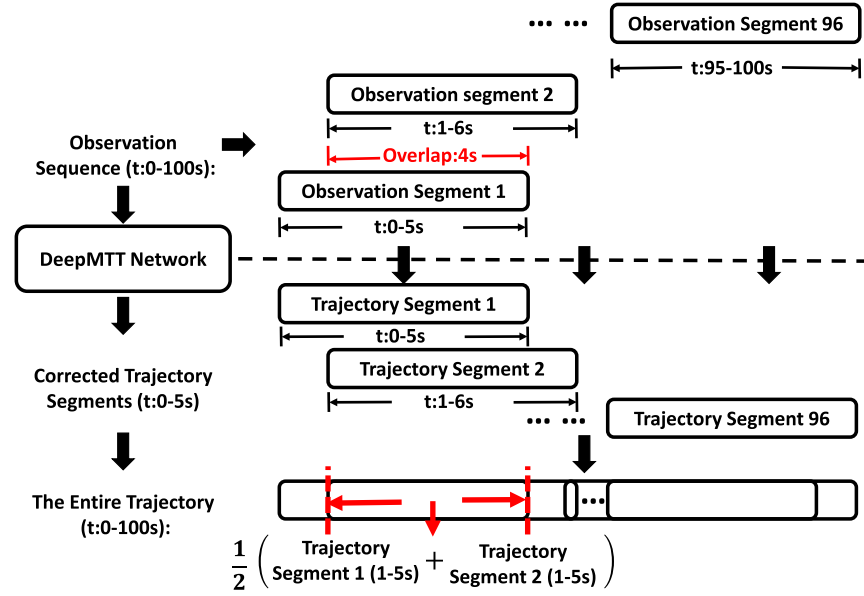 ... ... Observation Segment 96
t:95-100s
Observation segment 2
t:1-6s
Observation
Sequence (t:0-100s):
Overlap:4s
Observation Segment 1
t:0-5s
DeepMTT Network
Trajectory Segment 1
t:0-5s
Trajectory Segment 2
Corrected Trajectory
Segments (t:0-5s)
t:1-6s
... ... Trajectory Segment 96
The Entire Trajectory
(t:0-100s):
...
1/2 ( Trajectory Segment 1 (1-5s) + Trajectory Segment 2 (1-5s) )